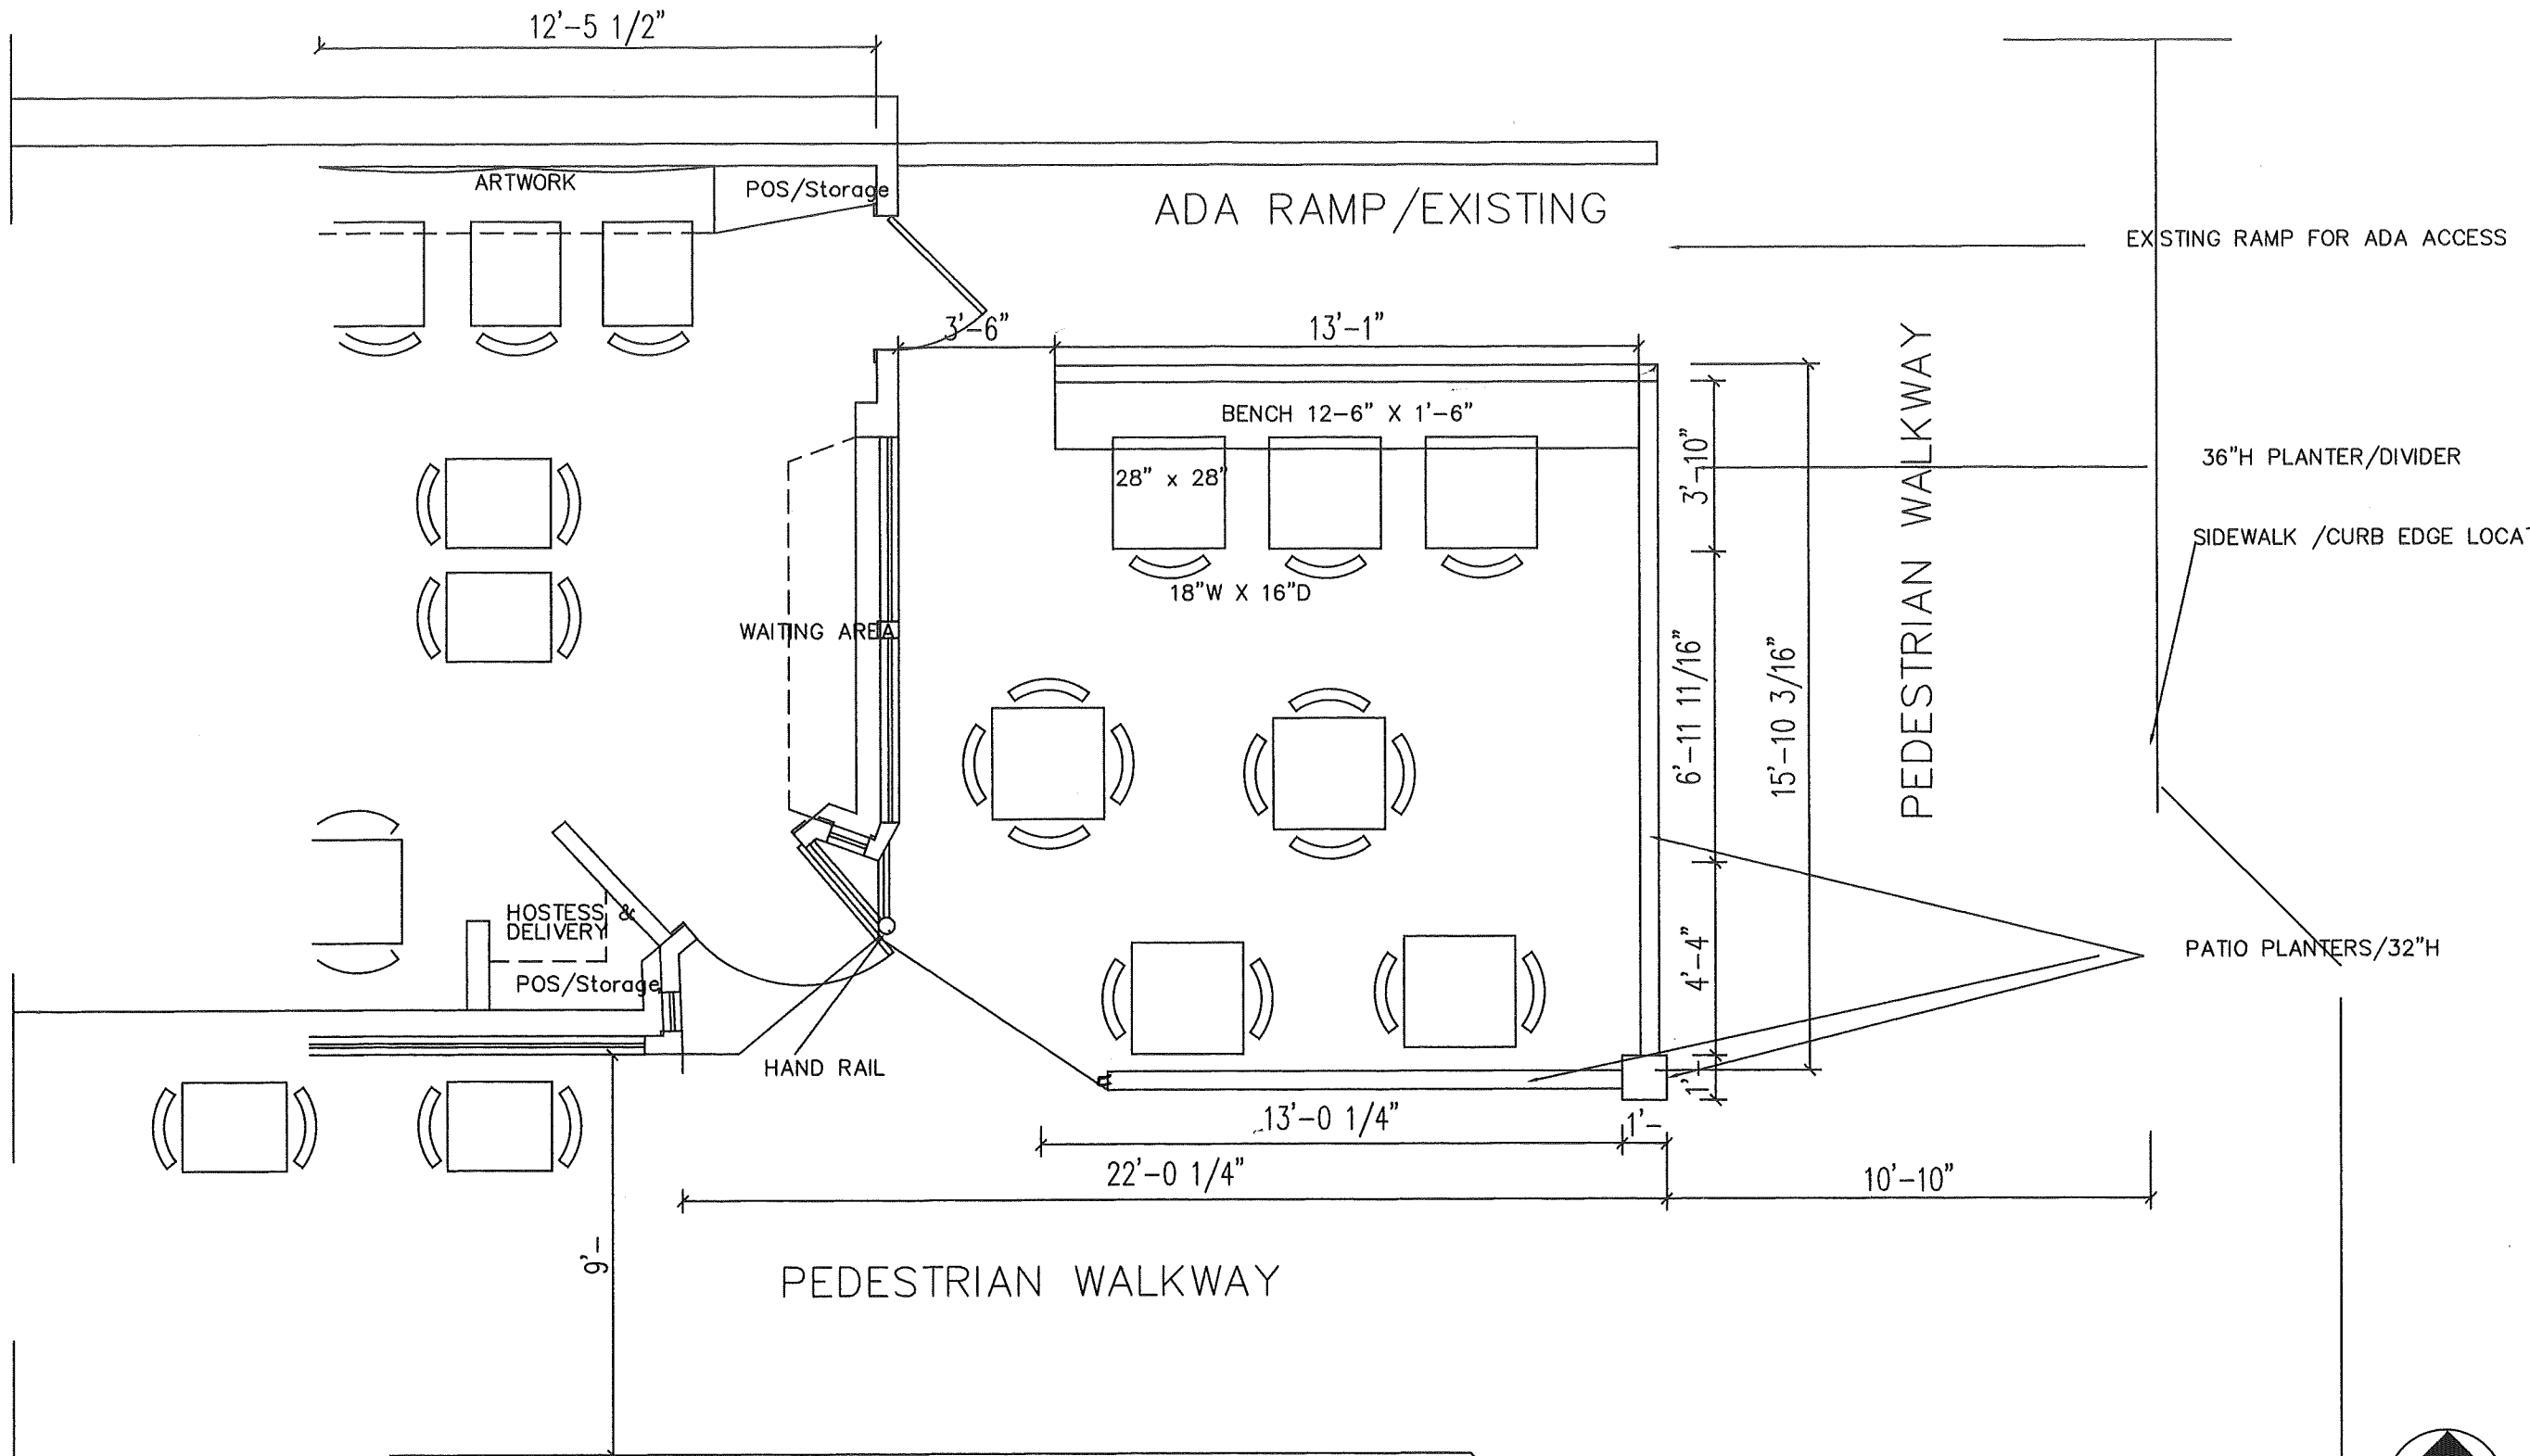 12'-5 1/2"
ARTWORK
POS/Storage
ADA RAMP/EXISTING
EXISTING RAMP FOR ADA ACCESS
3'-6"
13'-1"
BENCH 12-6" X 1'-6"
28" x 28"
18"W X 16"D
3'-10"
36"H PLANTER/DIVIDER
PEDESTRIAN WALKWAY
SIDEWALK /CURB EDGE LOCAT
WAITING AREA
6'-11 11/16"
15'-10 3/16"
HOSTESS &
DELIVERY
POS/Storage
4'-4"
PATIO PLANTERS/32"H
HAND RAIL
1'-
13'-0 1/4"
1'-
22'-0 1/4"
10'-10"
9'-
PEDESTRIAN WALKWAY